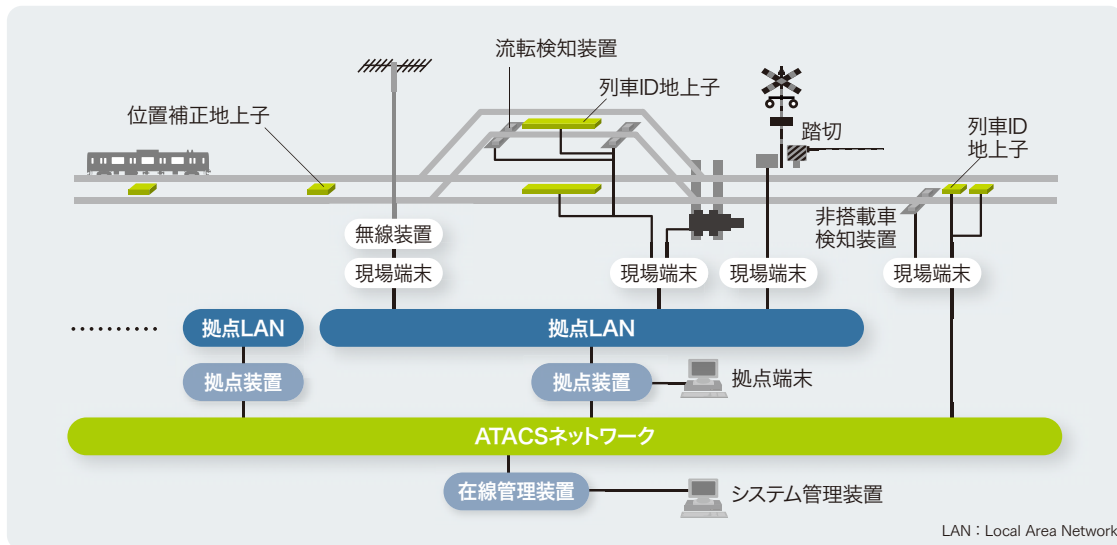 流転検知装置
列車ID地上子
位置補正地上子
踏切
列車ID
地上子
非搭載車
検知装置
無線装置
現場端末
現場端末
現場端末
現場端末
拠点LAN
拠点LAN
拠点装置
拠点装置
拠点端末
ATACSネットワーク
在線管理装置
システム管理装置
LAN：Local Area Network